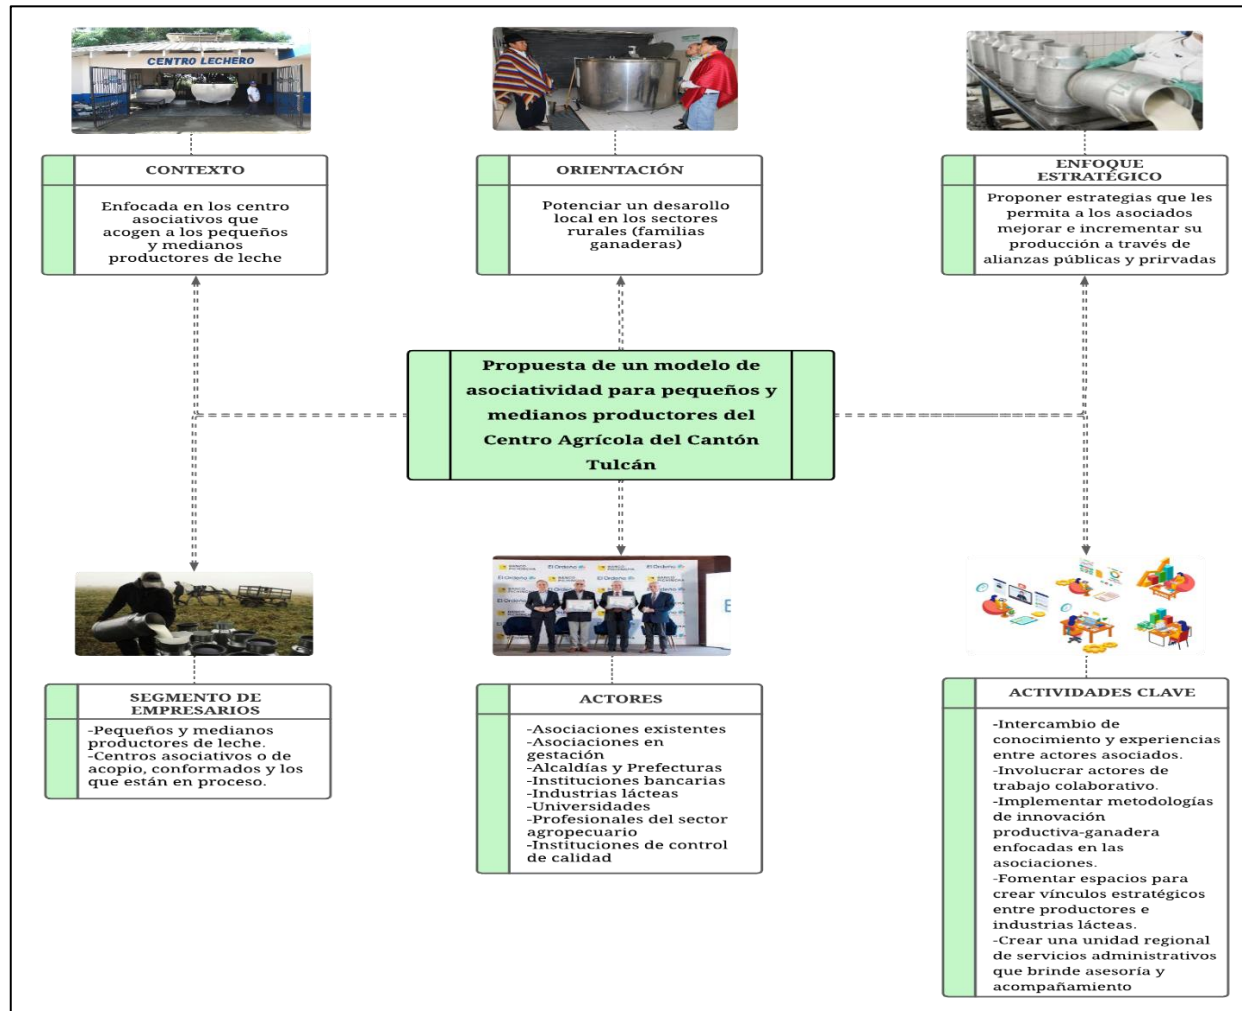 CENTRO LECHERO
CONTEXTO
Enfocada en los centro
asociativos que
acogen a los pequeños
y medianos
productores de leche
ORIENTACIÓN
Potenciar un desarollo
local en los sectores
rurales (familias
ganaderas)
ENFOQUE
ESTRATÉGICO
Proponer estrategias que les
permita a los asociados
mejorar e incrementar su
producción a través de
alianzas públicas y prirvadas
Propuesta de un modelo de
asociatividad para pequeños y
medianos productores del
Centro Agrícola del Cantón
Tulcán
El Ordeño
SEGMENTO DE
EMPRESARIOS
-Pequeños y medianos
productores de leche.
-Centros asociativos o de
acopio, conformados y los
que están en proceso.
ACTORES
-Asociaciones existentes
-Asociaciones en
gestación
-Alcaldías y Prefecturas
-Instituciones bancarias
-Industrias lácteas
-Universidades
-Profesionales del sector
agropecuario
-Instituciones de control
de calidad
ACTIVIDADES CLAVE
-Intercambio de
conocimiento y experiencias
entre actores asociados.
-Involucrar actores de
trabajo colaborativo.
-Implementar metodologías
de innovación
productiva-ganadera
enfocadas en las
asociaciones.
-Fomentar espacios para
crear vínculos estratégicos
entre productores e
industrias lácteas.
-Crear una unidad regional
de servicios administrativos
que brinde asesoría y
acompañamiento